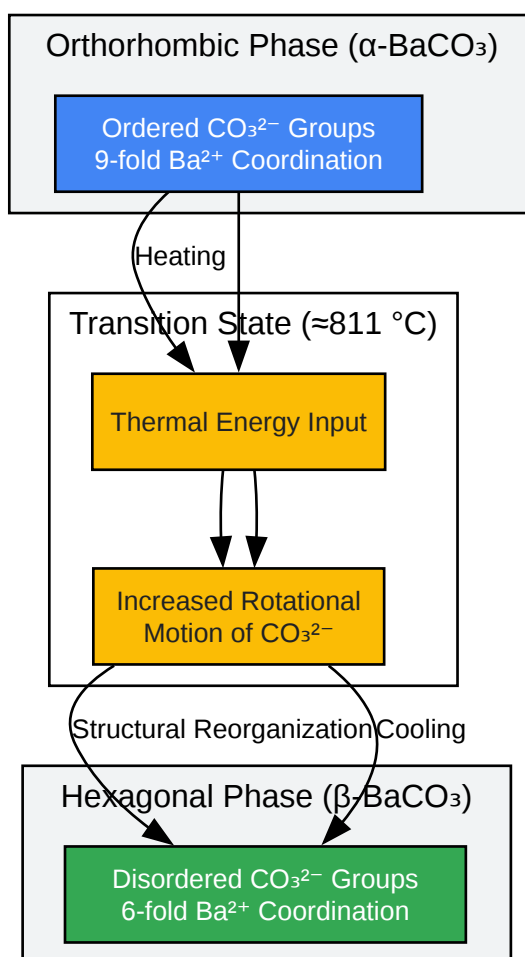 Orthorhombic Phase (α-BaCO₃)
Ordered CO₃²⁻ Groups
9-fold Ba²⁺ Coordination
Heating
Transition State (≈811 °C)
Thermal Energy Input
Increased Rotational
Motion of CO₃²⁻
Structural Reorganization
Cooling
Hexagonal Phase (β-BaCO₃)
Disordered CO₃²⁻ Groups
6-fold Ba²⁺ Coordination